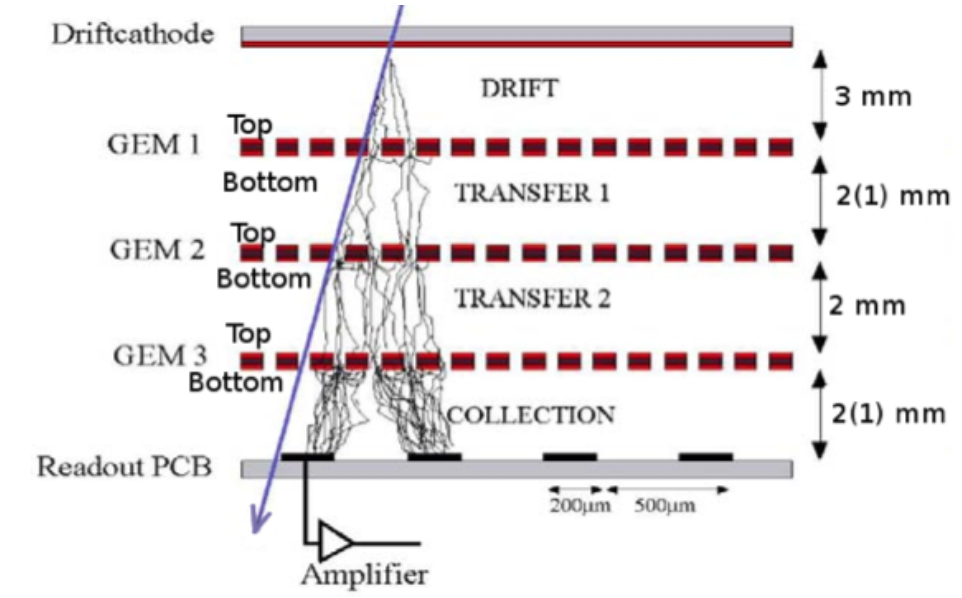 Driftcathode
DRIFT
3 mm
Top
GEM 1
Bottom
TRANSFER 1
2(1) mm
Top
GEM 2
Bottom
TRANSFER 2
2 mm
Top
GEM 3
Bottom
COLLECTION
2(1) mm
Readout PCB
200μm 500μm
Amplifier